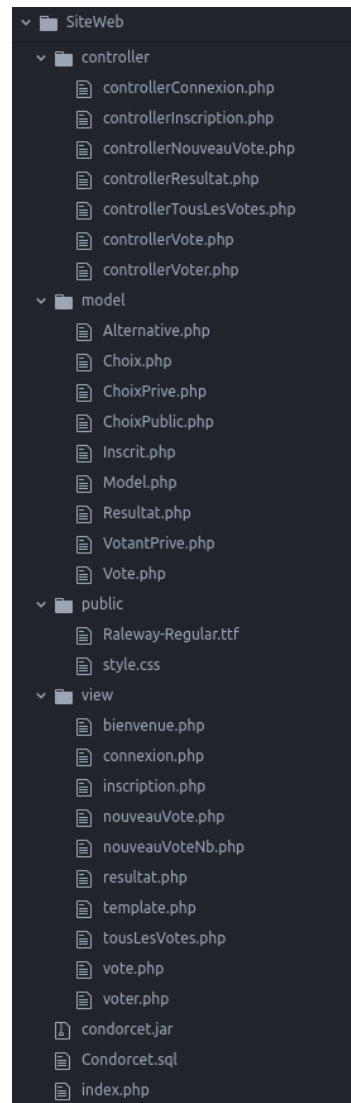 SiteWeb
controller
controllerConnexion.php
controllerInscription.php
controllerNouveauVote.php
controllerResultat.php
controllerTousLesVotes.php
controllerVote.php
controllerVoter.php
model
Alternative.php
Choix.php
ChoixPrive.php
ChoixPublic.php
Inscrit.php
Model.php
Resultat.php
VotantPrive.php
Vote.php
public
Raleway-Regular.ttf
style.css
view
bienvenue.php
connexion.php
inscription.php
nouveauVote.php
nouveauVoteNb.php
resultat.php
template.php
tousLesVotes.php
vote.php
voter.php
condorcet.jar
Condorcet.sql
index.php